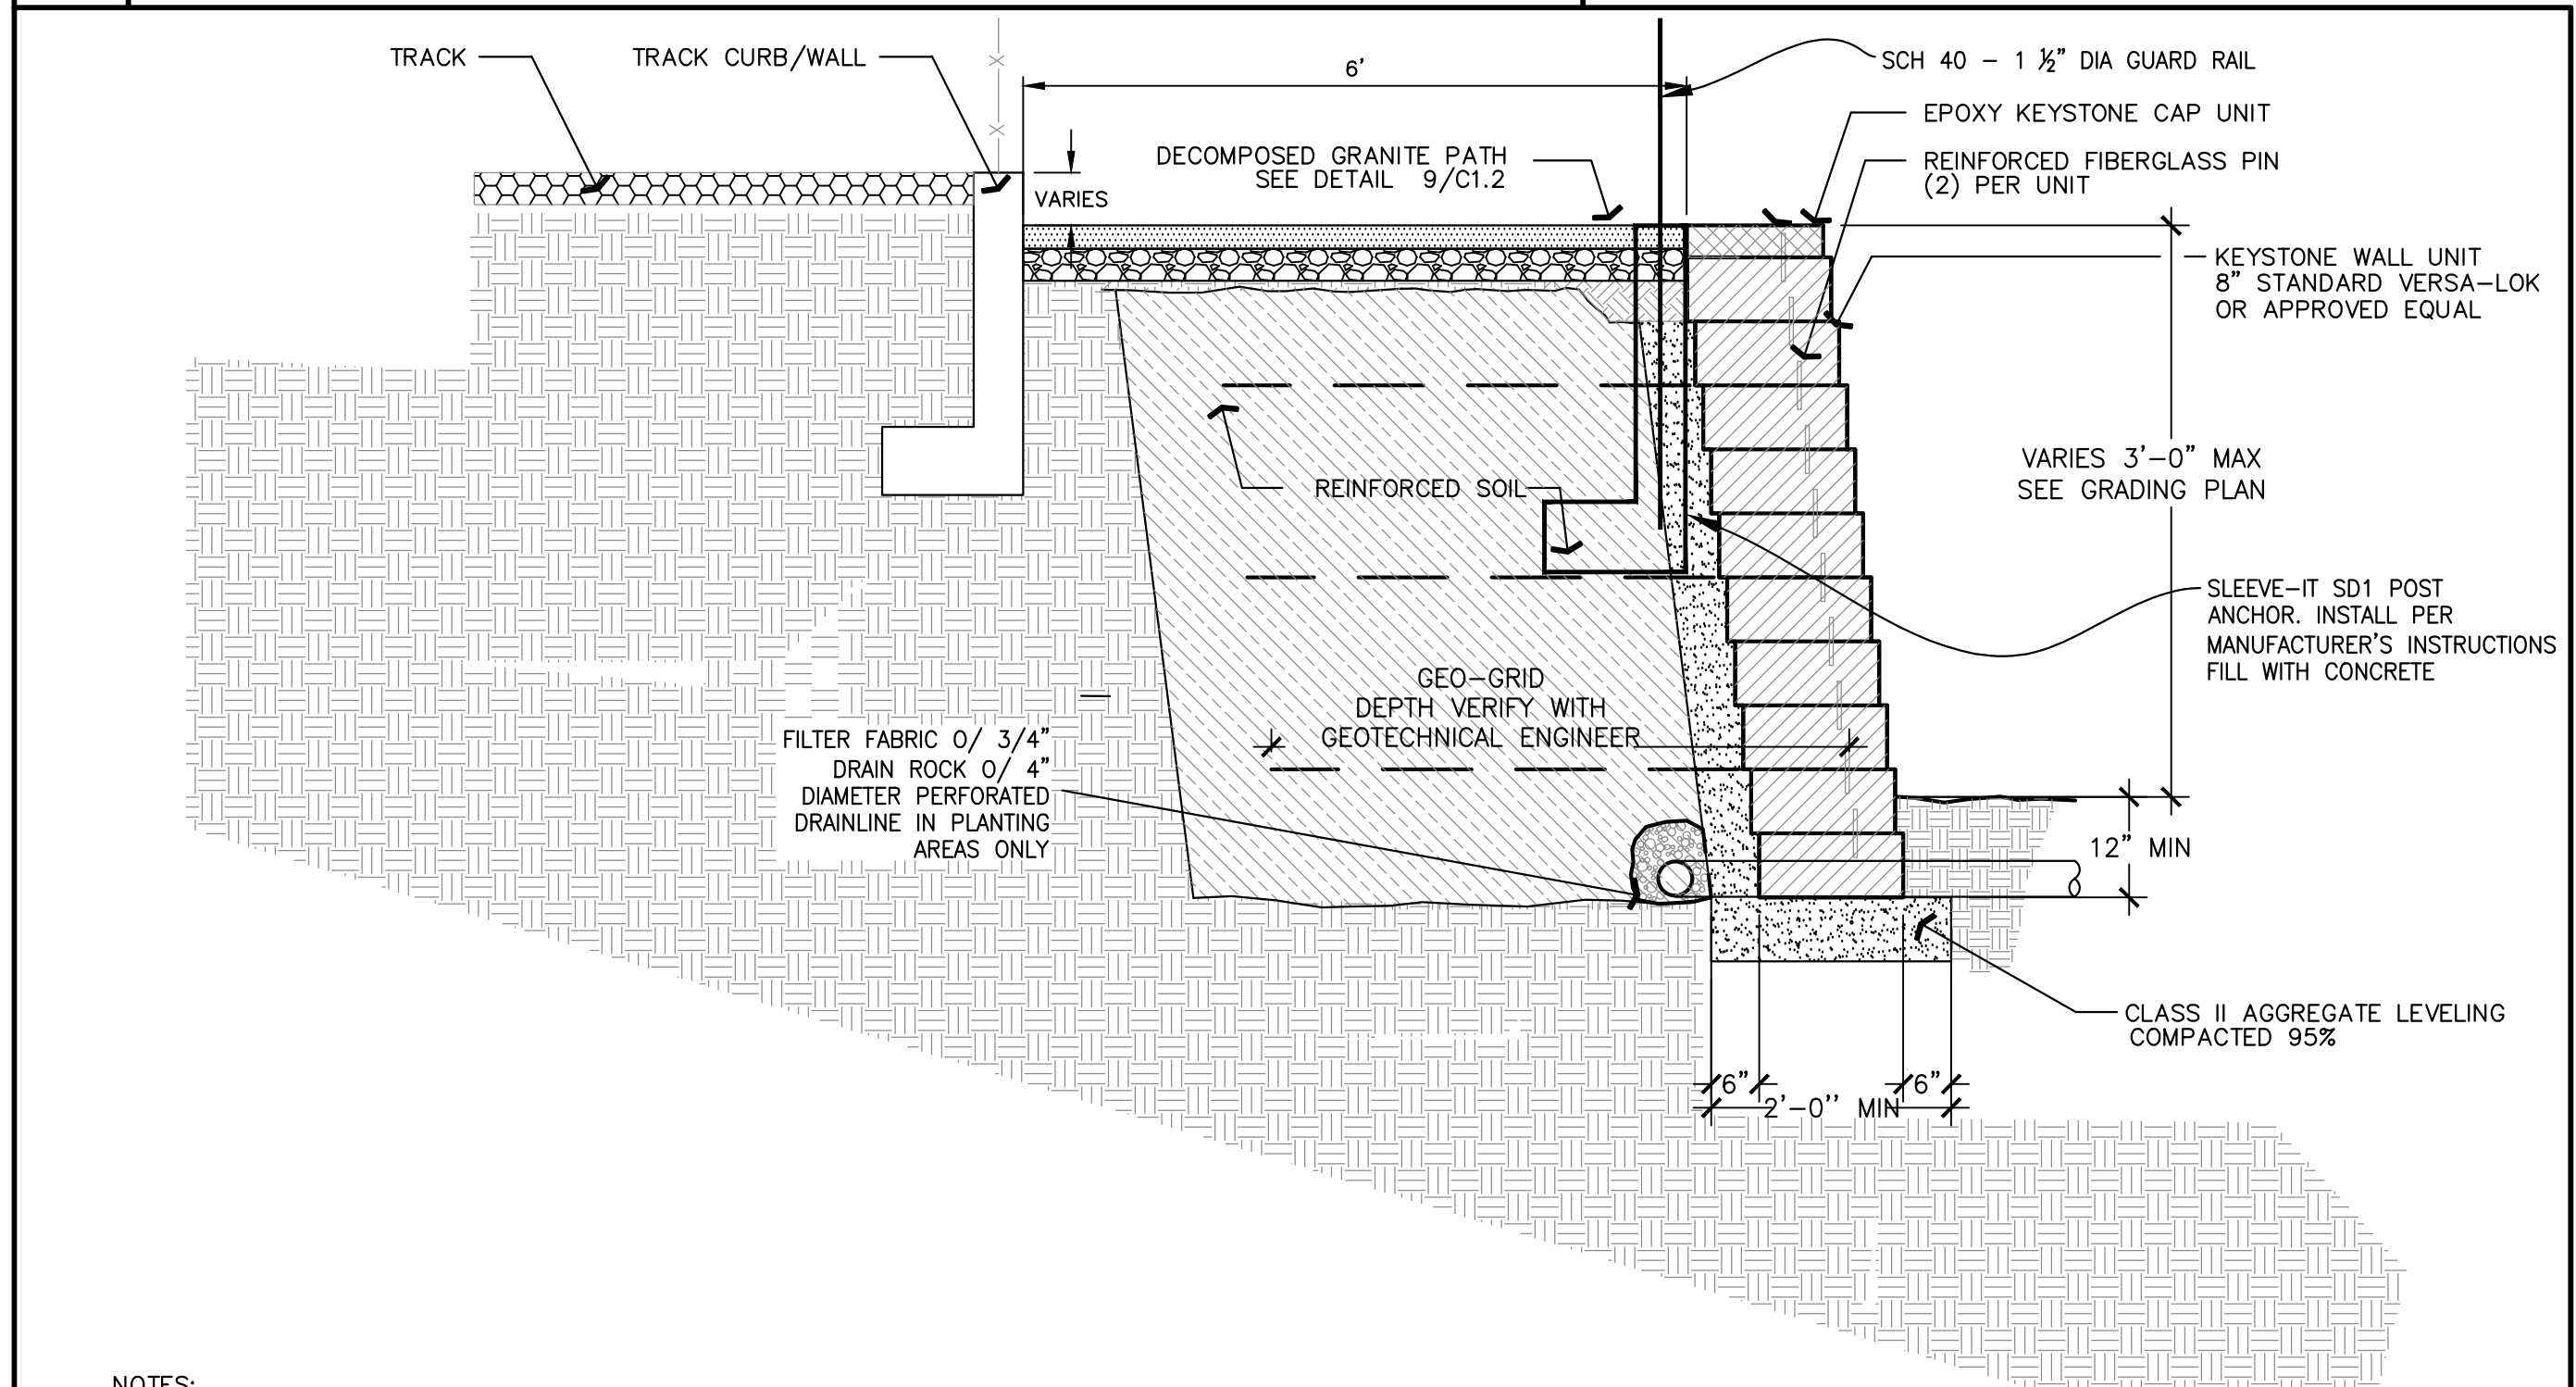 TRACK
TRACK CURB/WALL
6'
SCH 40 – 1 ½" DIA GUARD RAIL
EPOXY KEYSTONE CAP UNIT
DECOMPOSED GRANITE PATH
SEE DETAIL 9/C1.2
REINFORCED FIBERGLASS PIN
(2) PER UNIT
VARIES
KEYSTONE WALL UNIT
8" STANDARD VERSA–LOK
OR APPROVED EQUAL
VARIES 3'–0" MAX
SEE GRADING PLAN
REINFORCED SOIL
SLEEVE–IT SD1 POST
ANCHOR. INSTALL PER
MANUFACTURER'S INSTRUCTIONS
FILL WITH CONCRETE
GEO–GRID
DEPTH VERIFY WITH
GEOTECHNICAL ENGINEER
FILTER FABRIC O/ 3/4"
DRAIN ROCK O/ 4"
DIAMETER PERFORATED
DRAINLINE IN PLANTING
AREAS ONLY
12" MIN
CLASS II AGGREGATE LEVELING
COMPACTED 95%
6"
6"
2'–0'' MIN
NOTES: